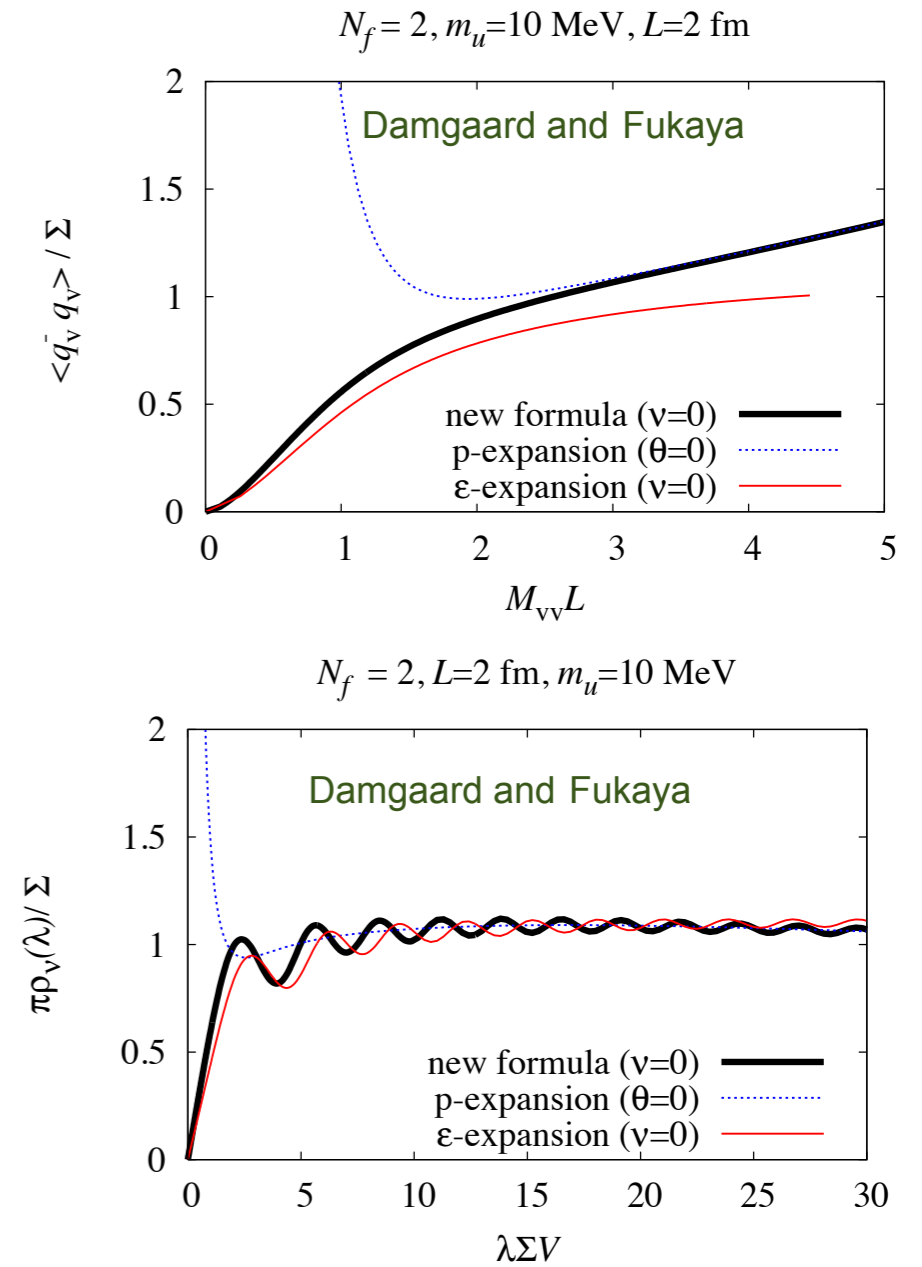 N_f = 2, m_u=10 MeV, L=2 fm
2
Damgaard and Fukaya
1.5
1
0.5
0
<q̄_v q_v> / Σ
new formula (ν=0)
p-expansion (θ=0)
ε-expansion (ν=0)
0 1 2 3 4 5
M_vv L
N_f = 2, L=2 fm, m_u=10 MeV
2
Damgaard and Fukaya
1.5
1
0.5
0
πρ_ν(λ)/ Σ
new formula (ν=0)
p-expansion (θ=0)
ε-expansion (ν=0)
0 5 10 15 20 25 30
λΣV